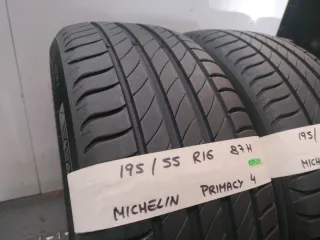 195/55 R16 87H
MICHELIN PRIMACY 4
195/
MICH